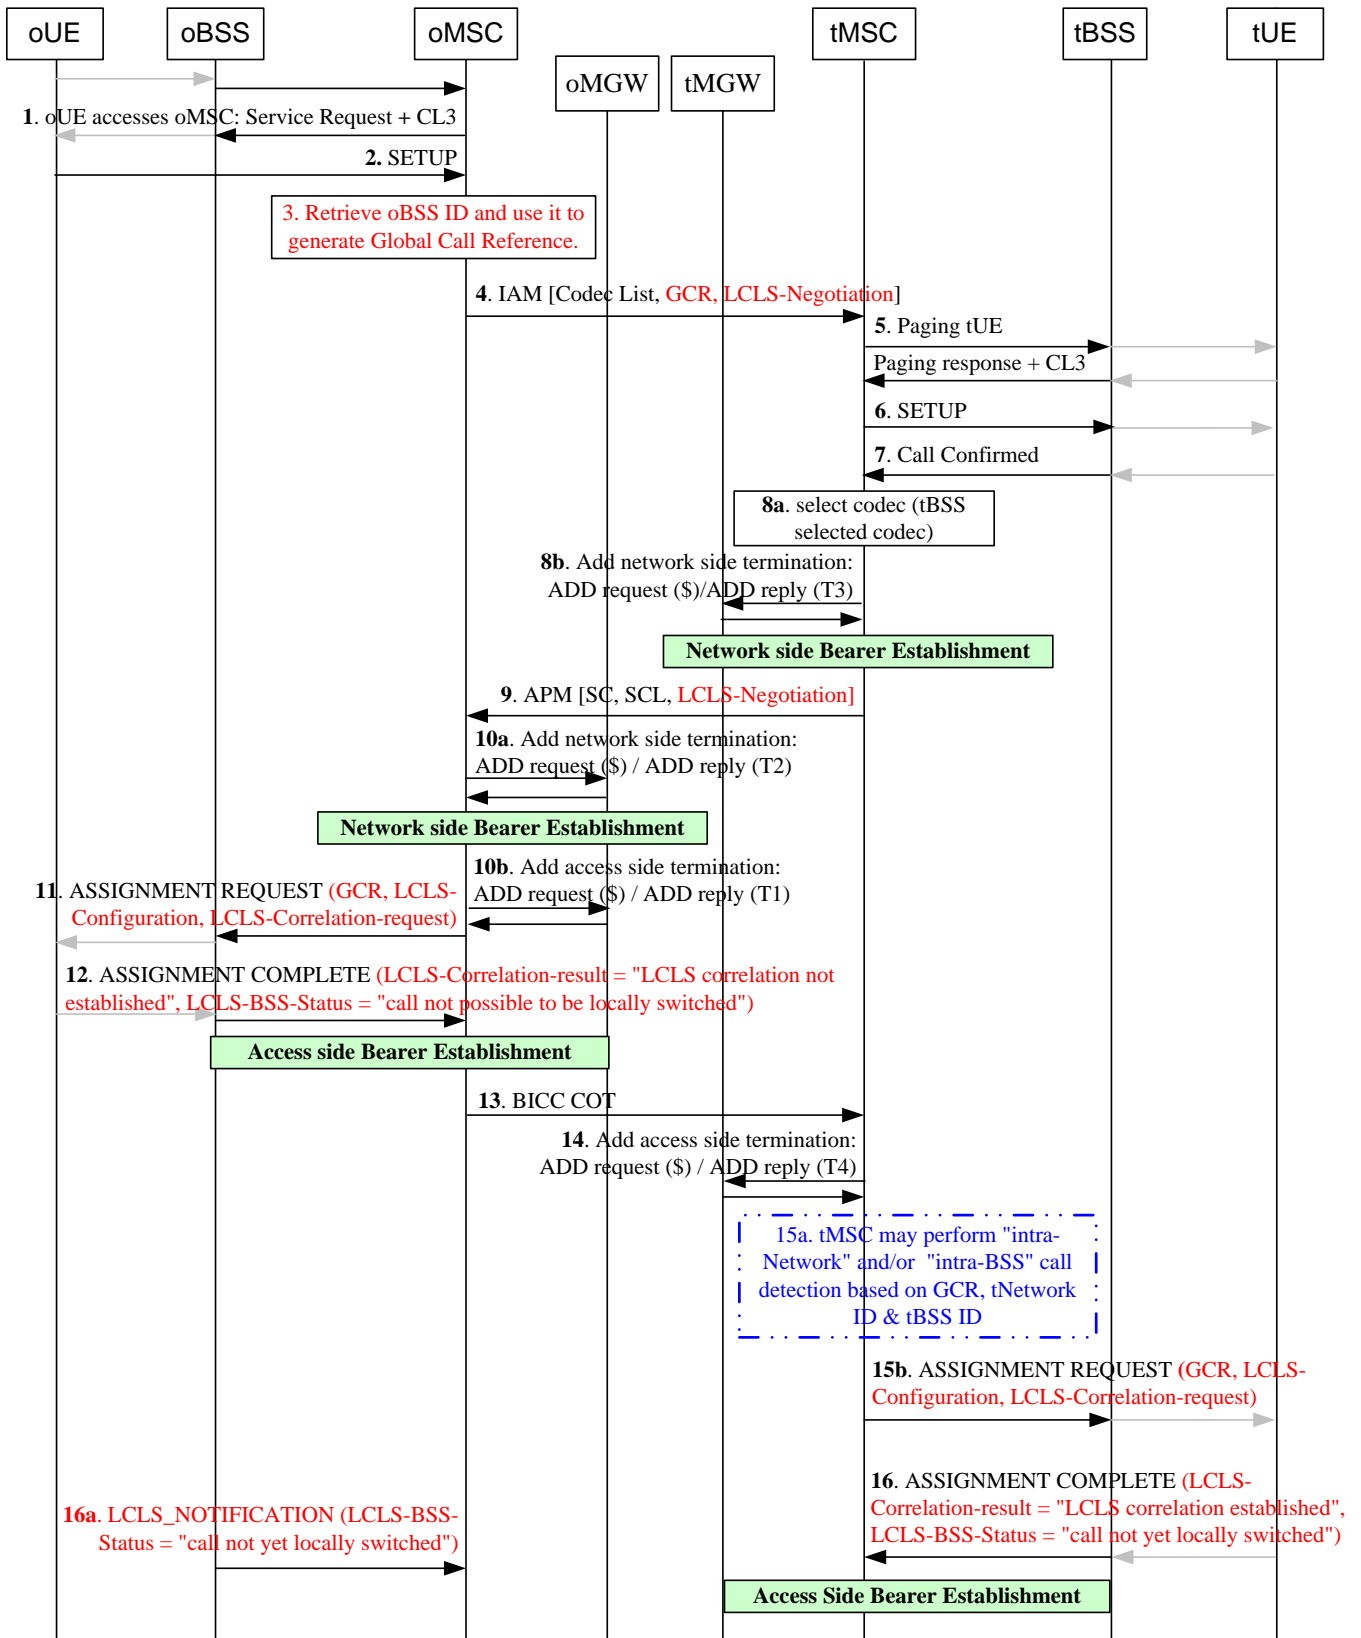 oUE
oBSS
oMSC
tMSC
tBSS
tUE
oMGW
tMGW
1. oUE accesses oMSC: Service Request + CL3
2. SETUP
3. Retrieve oBSS ID and use it to
generate Global Call Reference.
4. IAM [Codec List, GCR, LCLS-Negotiation]
5. Paging tUE
Paging response + CL3
6. SETUP
7. Call Confirmed
8a. select codec (tBSS
selected codec)
8b. Add network side termination:
ADD request ($)/ADD reply (T3)
Network side Bearer Establishment
9. APM [SC, SCL, LCLS-Negotiation]
10a. Add network side termination:
ADD request ($) / ADD reply (T2)
Network side Bearer Establishment
10b. Add access side termination:
ADD request ($) / ADD reply (T1)
11. ASSIGNMENT REQUEST (GCR, LCLS-
Configuration, LCLS-Correlation-request)
12. ASSIGNMENT COMPLETE (LCLS-Correlation-result = "LCLS correlation not
established", LCLS-BSS-Status = "call not possible to be locally switched")
Access side Bearer Establishment
13. BICC COT
14. Add access side termination:
ADD request ($) / ADD reply (T4)
15a. tMSC may perform "intra-
Network" and/or "intra-BSS" call
detection based on GCR, tNetwork
ID & tBSS ID
15b. ASSIGNMENT REQUEST (GCR, LCLS-
Configuration, LCLS-Correlation-request)
16. ASSIGNMENT COMPLETE (LCLS-
Correlation-result = "LCLS correlation established",
LCLS-BSS-Status = "call not yet locally switched")
16a. LCLS_NOTIFICATION (LCLS-BSS-
Status = "call not yet locally switched")
Access Side Bearer Establishment